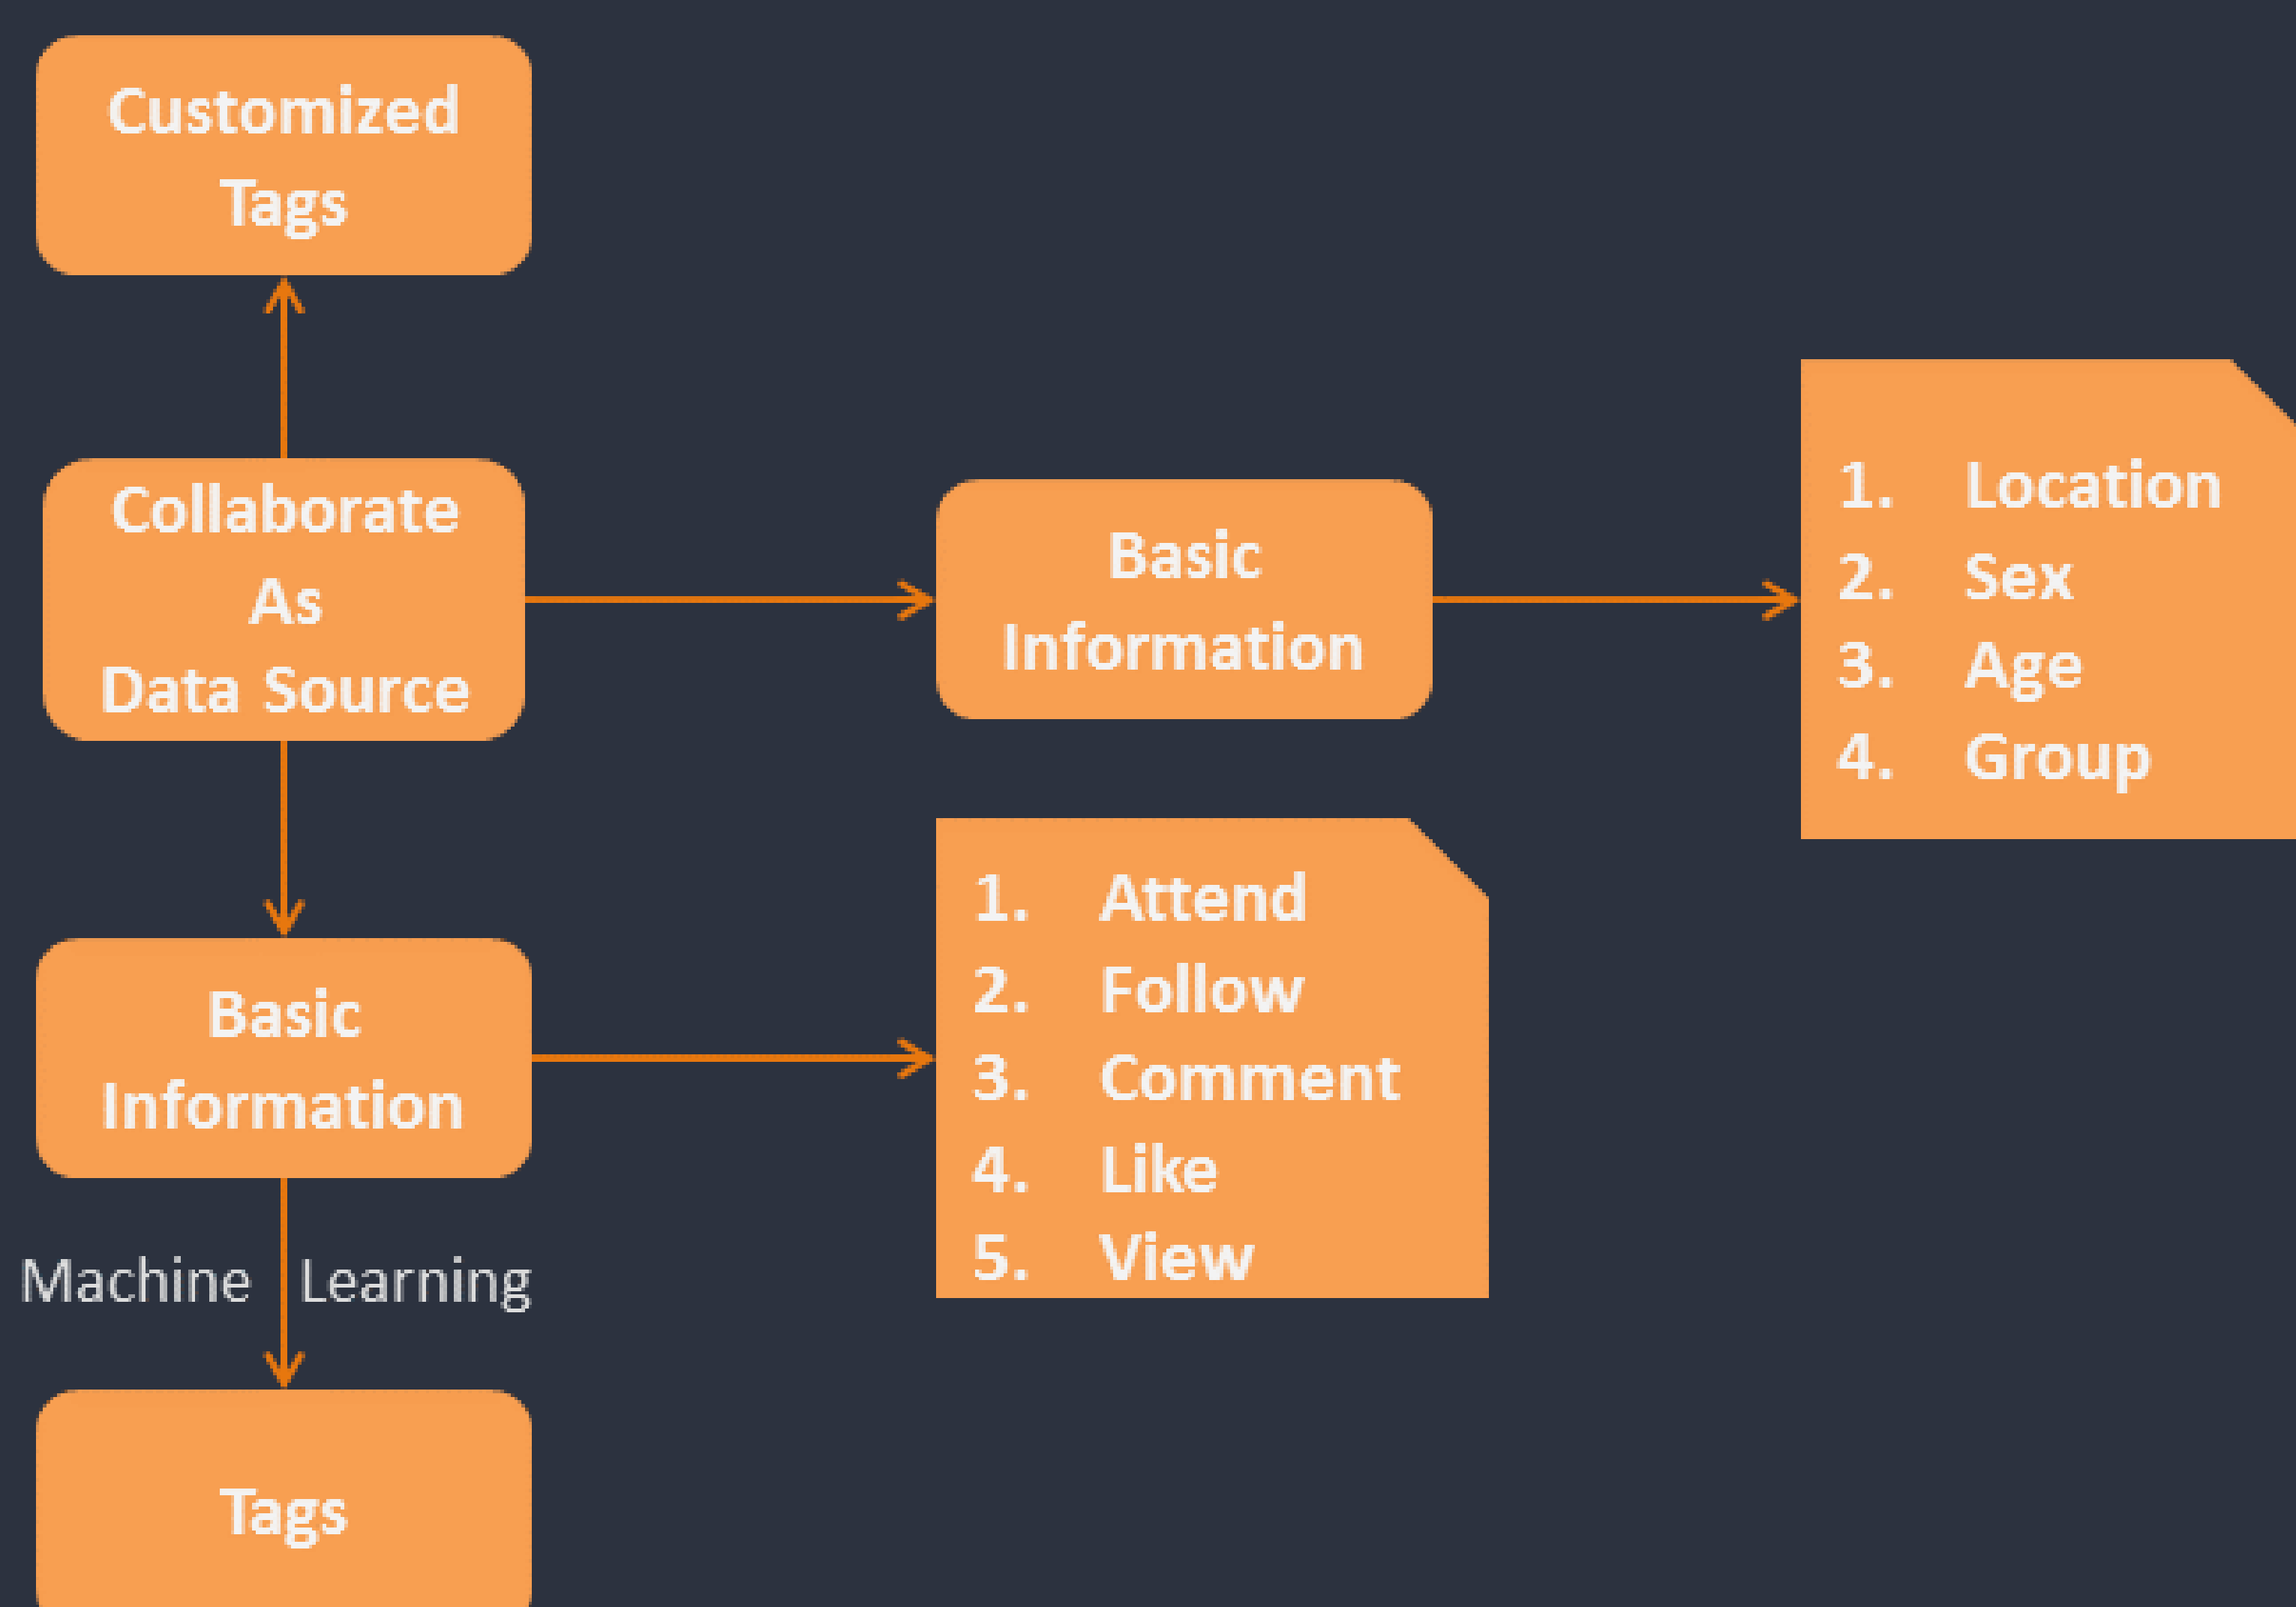 Customized
Tags
Collaborate
As
Data Source
Basic
Information
1. Location
2. Sex
3. Age
4. Group
Basic
Information
1. Attend
2. Follow
3. Comment
4. Like
5. View
Machine Learning
Tags